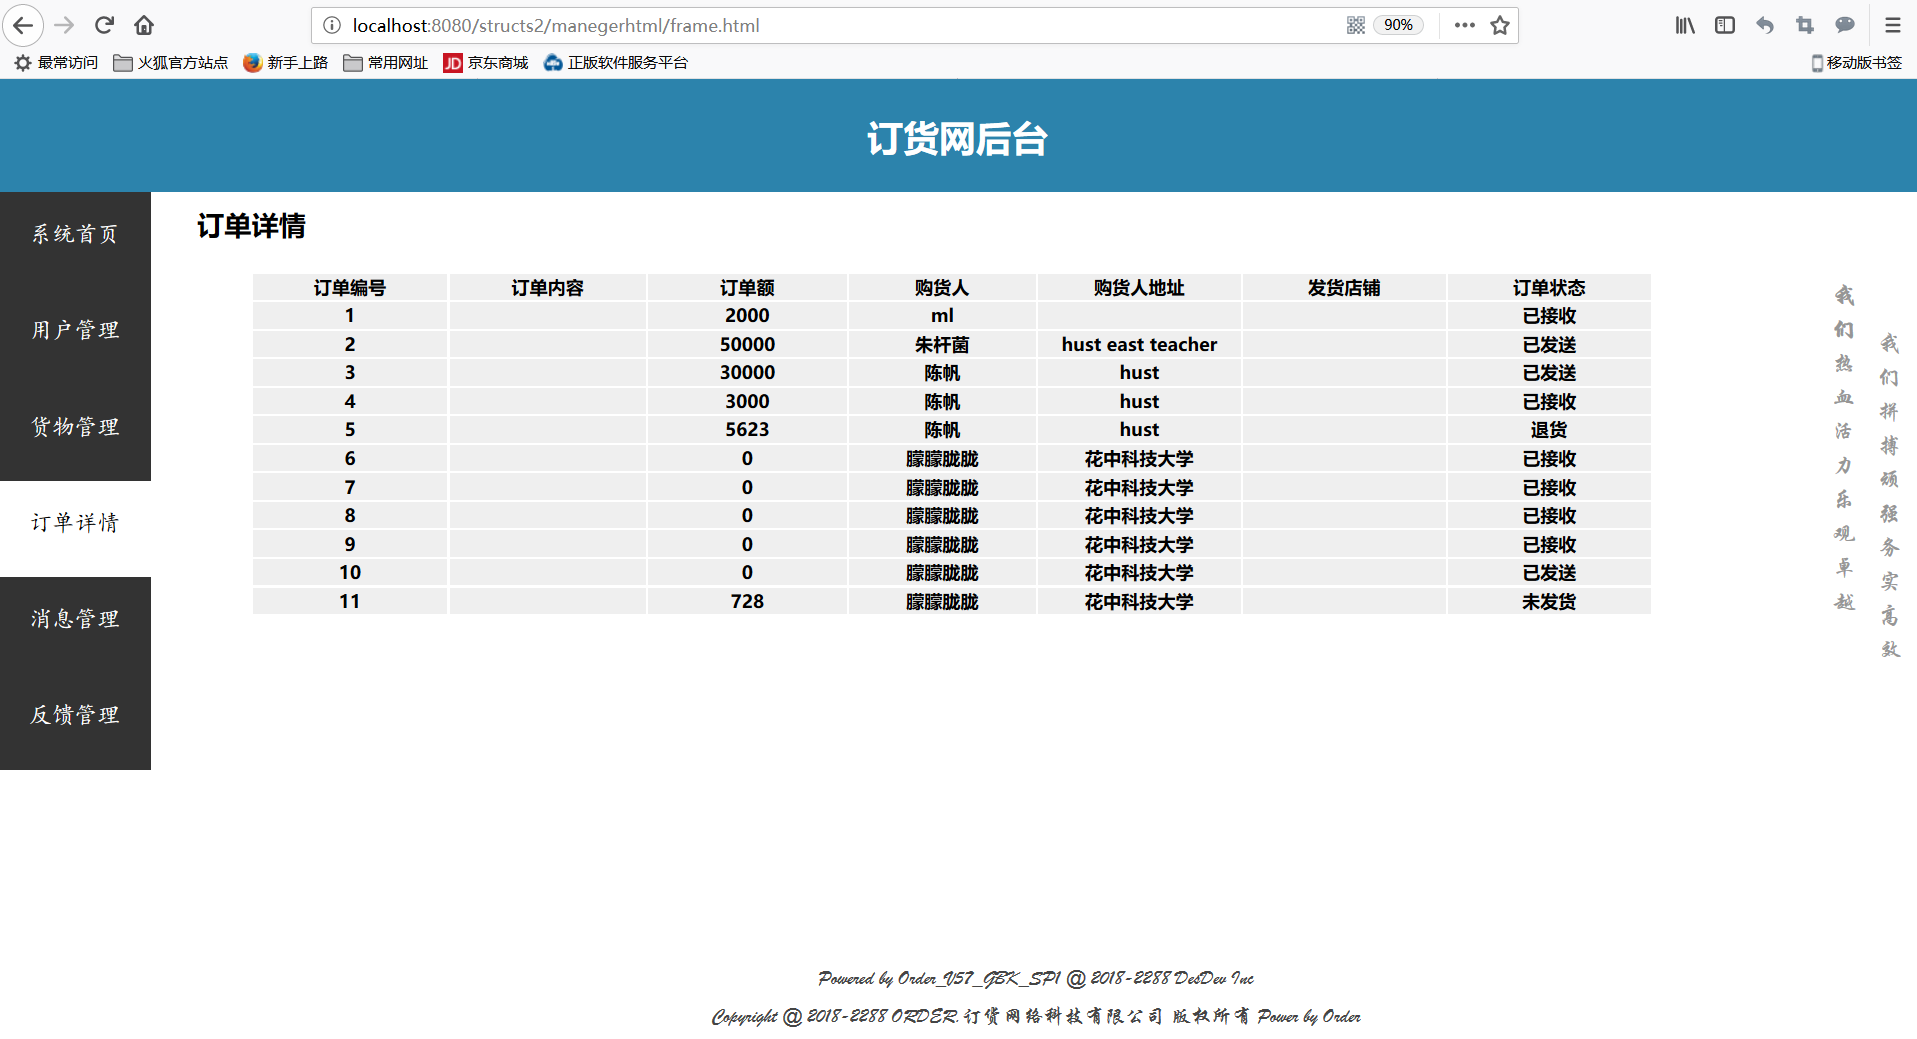 localhost:8080/structs2/manegerhtml/frame.html 90%
最常访问 火狐官方站点 新手上路 常用网址 JD 京东商城 正版软件服务平台 移动版书签
订货网后台
系统首页
用户管理
货物管理
订单详情
消息管理
反馈管理
订单详情
订单编号 订单内容 订单额 购货人 购货人地址 发货店铺 订单状态
1 2000 ml 已接收
2 50000 朱杆菌 hust east teacher 已发送
3 30000 陈帆 hust 已发送
4 3000 陈帆 hust 已接收
5 5623 陈帆 hust 退货
6 0 朦朦胧胧 花中科技大学 已接收
7 0 朦朦胧胧 花中科技大学 已接收
8 0 朦朦胧胧 花中科技大学 已接收
9 0 朦朦胧胧 花中科技大学 已接收
10 0 朦朦胧胧 花中科技大学 已发送
11 728 朦朦胧胧 花中科技大学 未发货
我们热血活力乐观卓越
我们拼搏顽强务实高效
Powered by Order_V57_GBK_SP1 @ 2018-2288 DesDev Inc
Copyright @ 2018-2288 ORDER.订货网络科技有限公司 版权所有 Power by Order